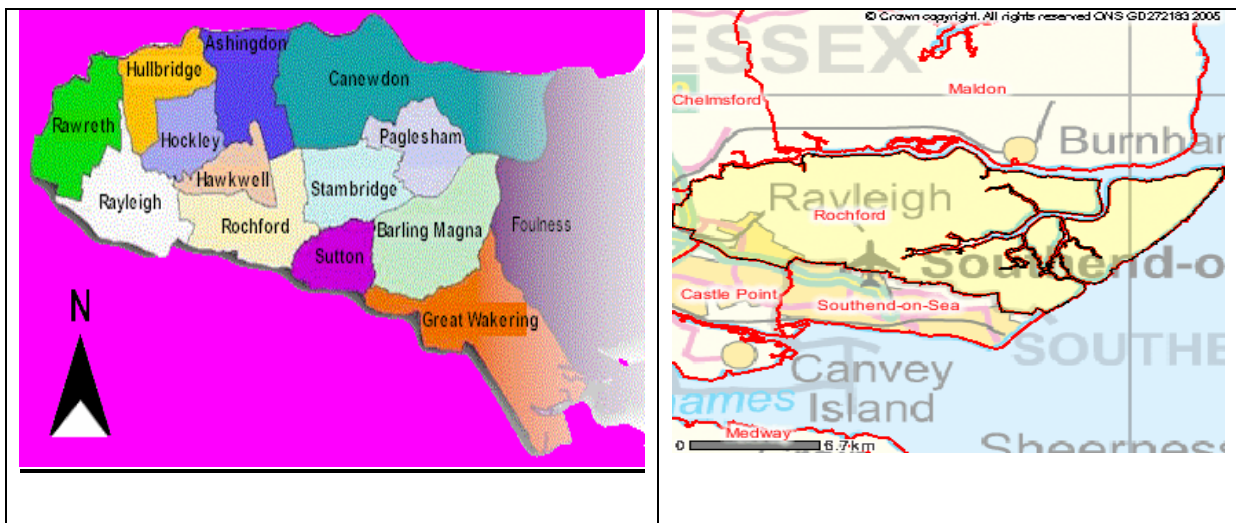 Ashingdon
Hullbridge
Canewdon
Rawreth
Hockley
Paglesham
Hawkwell
Stambridge
Rayleigh
Rochford
Barling Magna
Foulness
Sutton
Great Wakering
N
© Crown copyright. All rights reserved ONS GD272183 2005
ESSEX
Chelmsford
Maldon
Burnham
Rayleigh
Rochford
Southend-o
Castle Point
Southend-on-Sea
SOUTHE
Canvey
Island
hames
Medway
0 6.7km
Sheerness